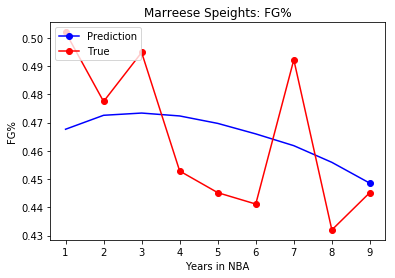 Marreese Speights: FG%
Prediction
True
FG%
0.50
0.49
0.48
0.47
0.46
0.45
0.44
0.43
1 2 3 4 5 6 7 8 9
Years in NBA